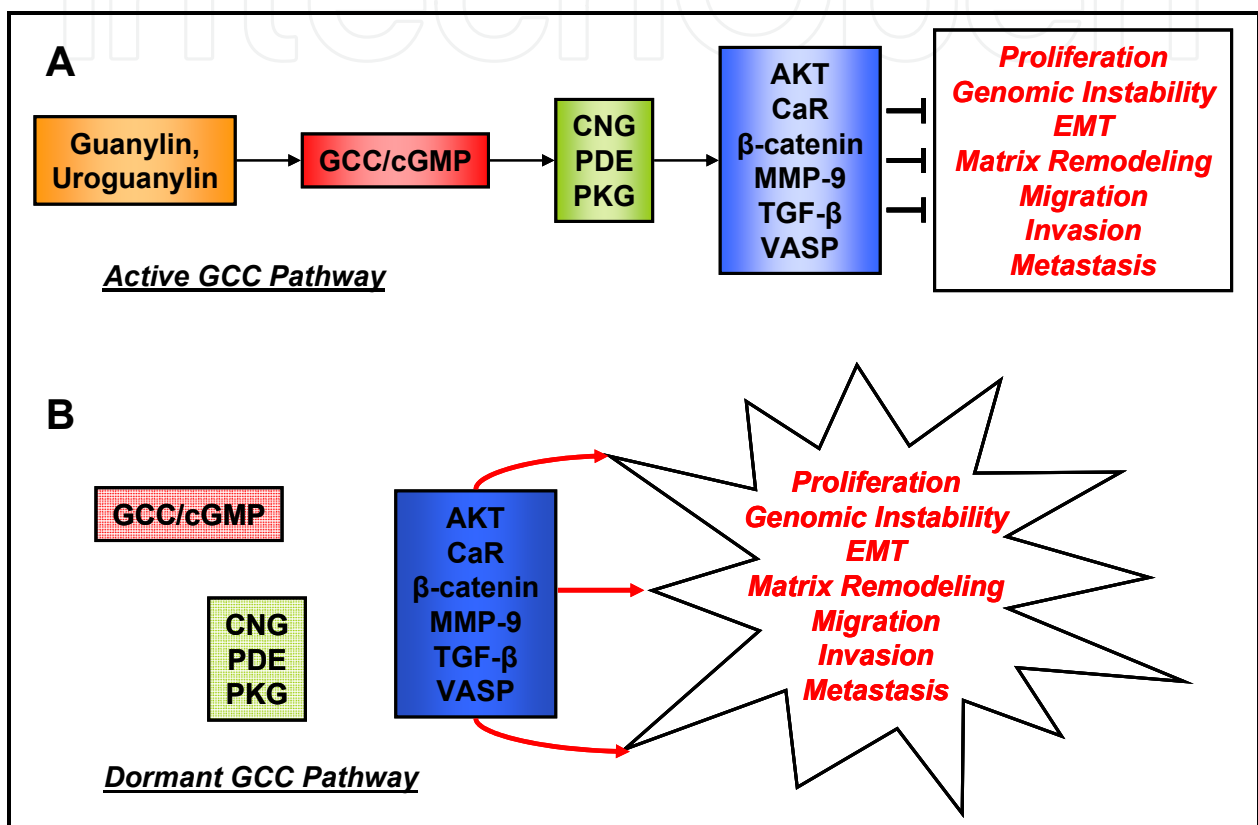 A
Guanylin,
Uroguanylin
GCC/cGMP
CNG
PDE
PKG
AKT
CaR
β-catenin
MMP-9
TGF-β
VASP
Proliferation
Genomic Instability
EMT
Matrix Remodeling
Migration
Invasion
Metastasis
Active GCC Pathway
B
GCC/cGMP
CNG
PDE
PKG
AKT
CaR
β-catenin
MMP-9
TGF-β
VASP
Proliferation
Genomic Instability
EMT
Matrix Remodeling
Migration
Invasion
Metastasis
Dormant GCC Pathway